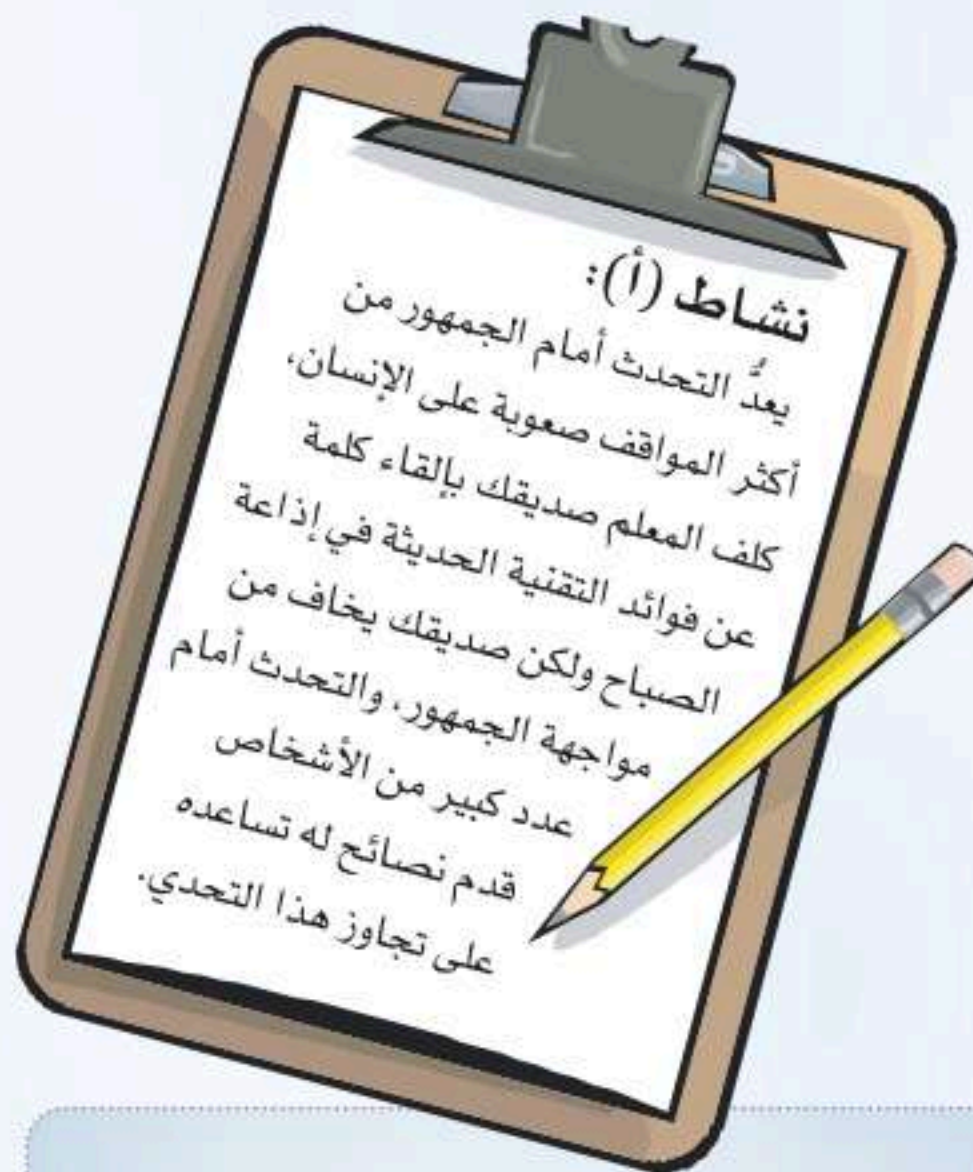 نشاط (أ):
يعدُّ التحدث أمام الجمهور من
أكثر المواقف صعوبة على الإنسان،
كلف المعلم صديقك بإلقاء كلمة
عن فوائد التقنية الحديثة في إذاعة
الصباح ولكن صديقك يخاف من
مواجهة الجمهور، والتحدث أمام
عدد كبير من الأشخاص
قدم نصائح له تساعده
على تجاوز هذا التحدي.